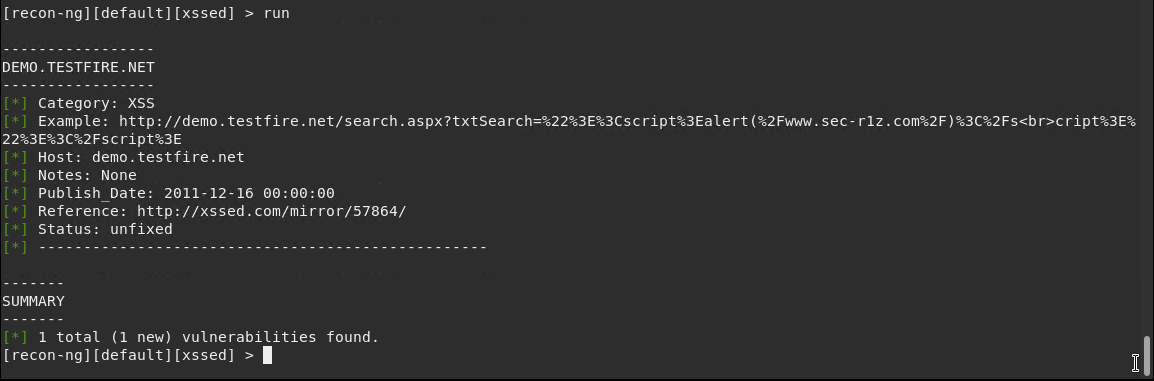 [recon-ng][default][xssed] > run
-----------------
DEMO.TESTFIRE.NET
-----------------
[*] Category: XSS
[*] Example: http://demo.testfire.net/search.aspx?txtSearch=%22%3E%3Cscript%3Ealert(%2Fwww.sec-r1z.com%2F)%3C%2Fs<br>cript%3E%
22%3E%3C%2Fscript%3E
[*] Host: demo.testfire.net
[*] Notes: None
[*] Publish_Date: 2011-12-16 00:00:00
[*] Reference: http://xssed.com/mirror/57864/
[*] Status: unfixed
[*] --------------------------------------------------
-------
SUMMARY
-------
[*] 1 total (1 new) vulnerabilities found.
[recon-ng][default][xssed] >